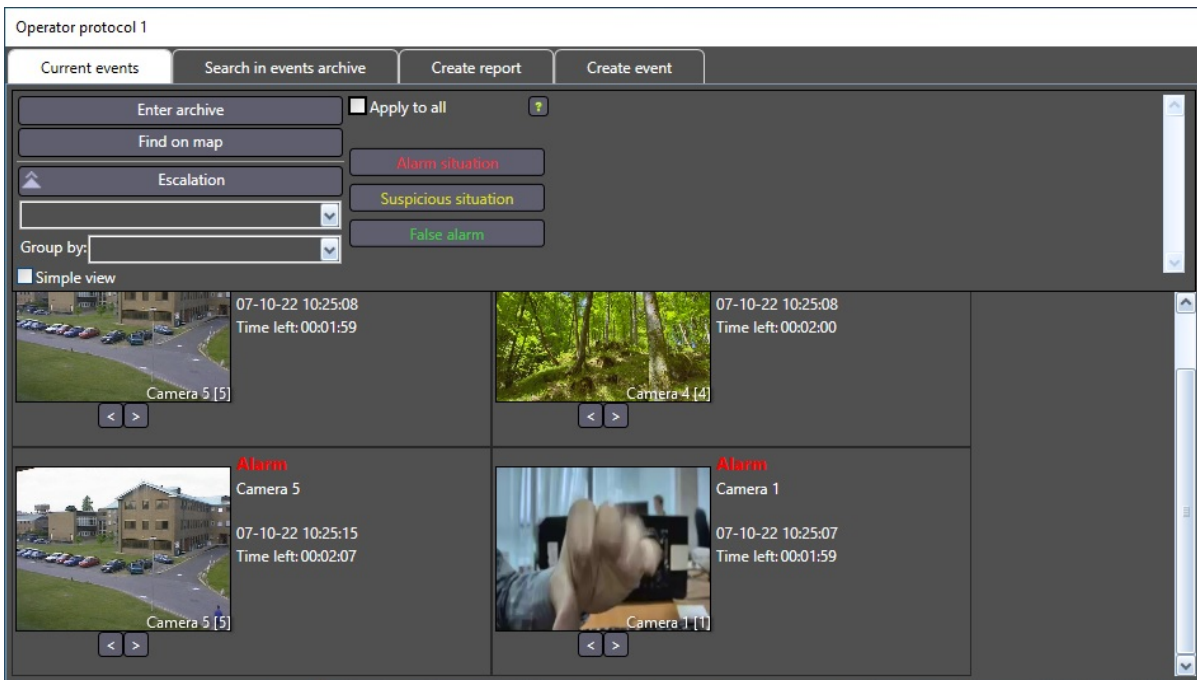 Operator protocol 1
Current events
Search in events archive
Create report
Create event
Enter archive
Apply to all
?
Find on map
Alarm situation
Escalation
Suspicious situation
False alarm
Group by:
Simple view
07-10-22 10:25:08
Time left: 00:01:59
Camera 5 [5]
< >
07-10-22 10:25:08
Time left: 00:02:00
Camera 4 [4]
< >
Alarm
Camera 5
07-10-22 10:25:15
Time left: 00:02:07
Camera 5 [5]
< >
Alarm
Camera 1
07-10-22 10:25:07
Time left: 00:01:59
Camera 1 [1]
< >